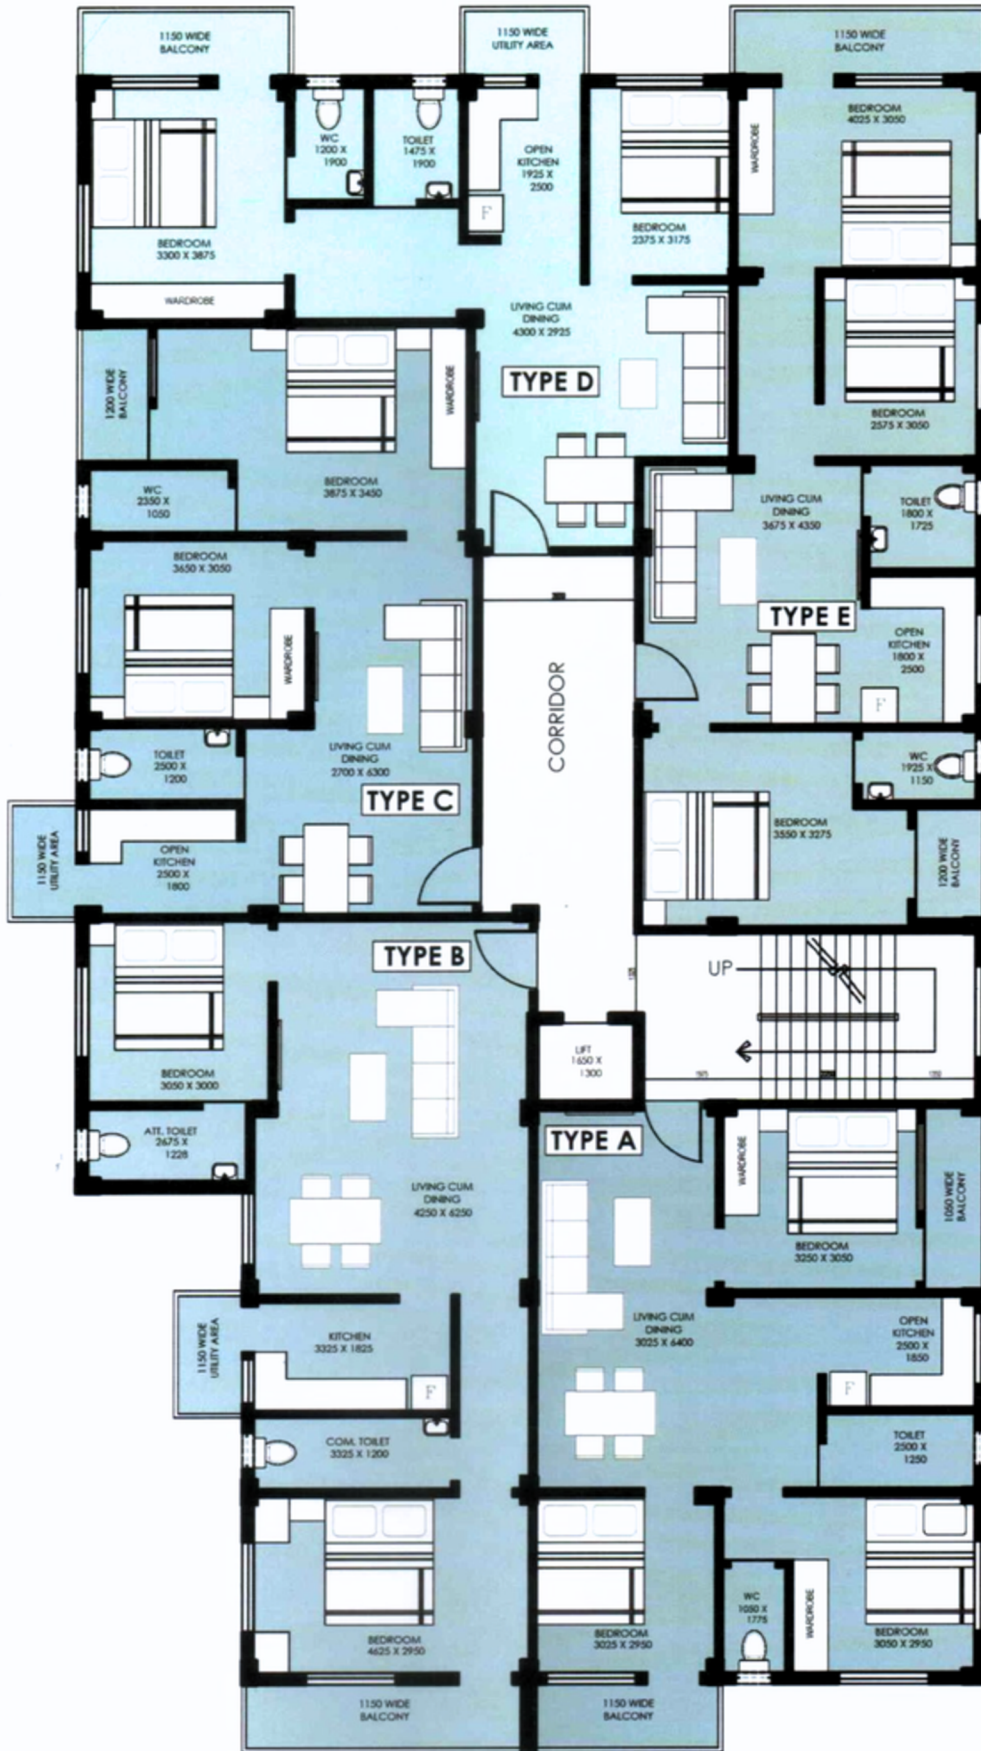 1150 WIDE
BALCONY
1150 WIDE
UTILITY AREA
1150 WIDE
BALCONY
WC
1200 X
1900
TOILET
1475 X
1900
OPEN
KITCHEN
1925 X
2500
F
BEDROOM
3300 X 3875
WARDROBE
BEDROOM
2375 X 3175
BEDROOM
4025 X 3050
WARDROBE
LIVING CUM
DINING
4300 X 2925
TYPE D
1200 WIDE
BALCONY
WARDROBE
BEDROOM
3875 X 3450
WC
2350 X
1050
BEDROOM
2575 X 3050
LIVING CUM
DINING
3675 X 4350
TOILET
1800 X
1725
TYPE E
OPEN
KITCHEN
1800 X
2500
F
BEDROOM
3650 X 3050
WARDROBE
CORRIDOR
TOILET
2500 X
1200
LIVING CUM
DINING
2700 X 6300
TYPE C
WC
1925 X
1150
BEDROOM
3550 X 3275
1200 WIDE
BALCONY
1150 WIDE
UTILITY AREA
OPEN
KITCHEN
2500 X
1800
TYPE B
UP
BEDROOM
3050 X 3000
LIFT
1650 X
1300
ATT. TOILET
2675 X
1228
TYPE A
WARDROBE
BEDROOM
3250 X 3050
1050 WIDE
BALCONY
LIVING CUM
DINING
4250 X 6250
LIVING CUM
DINING
3025 X 6400
1150 WIDE
UTILITY AREA
KITCHEN
3325 X 1825
F
OPEN
KITCHEN
2500 X
1850
F
COM. TOILET
3325 X 1200
TOILET
2500 X
1250
BEDROOM
4625 X 2950
BEDROOM
3025 X 2950
WC
1050 X
1775
WARDROBE
BEDROOM
3050 X 2950
1150 WIDE
BALCONY
1150 WIDE
BALCONY